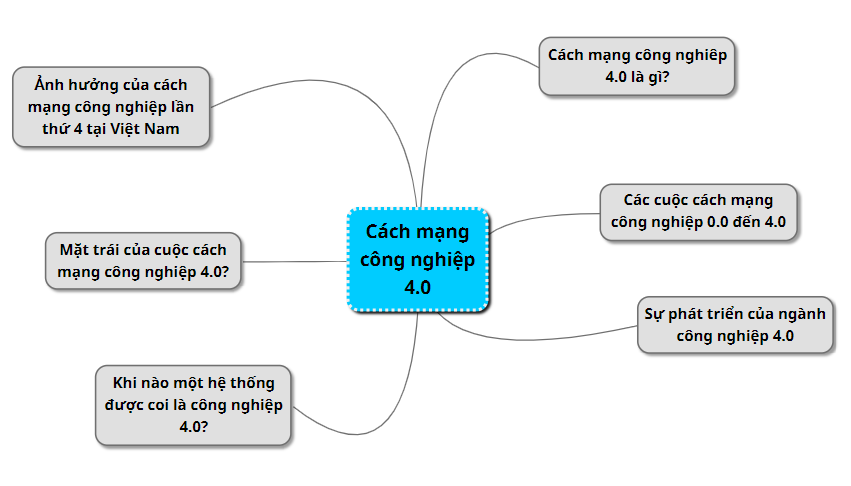 Cách mạng công nghiêp
4.0 là gì?
Ảnh hưởng của cách
mạng công nghiệp lần
thứ 4 tại Việt Nam
Các cuộc cách mạng
công nghiệp 0.0 đến 4.0
Cách mạng
công nghiệp
4.0
Mặt trái của cuộc cách
mạng công nghiệp 4.0?
Sự phát triển của ngành
công nghiệp 4.0
Khi nào một hệ thống
được coi là công nghiệp
4.0?